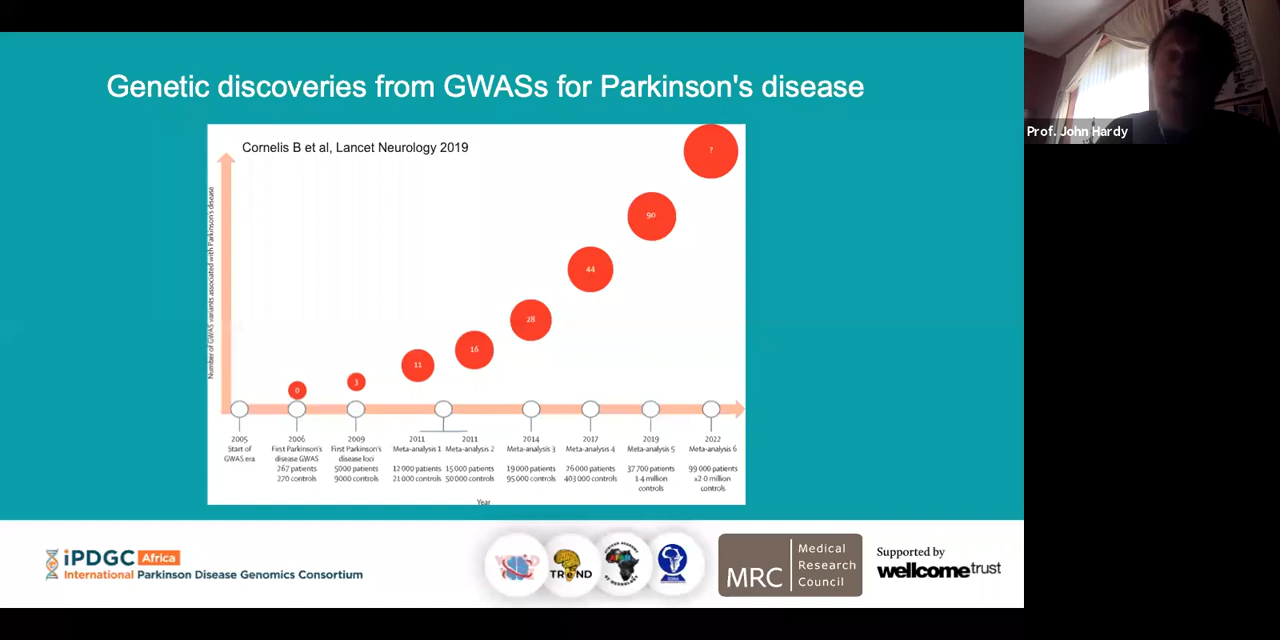 Genetic discoveries from GWASs for Parkinson's disease
Cornelis B et al, Lancet Neurology 2019
Number of GWAS variants associated with Parkinson's disease
0
3
11
16
28
44
90
?
2005
Start of
GWAS era
2006
First Parkinson's
disease GWAS
267 patients
270 controls
2009
First Parkinson's
disease loci
5000 patients
9000 controls
2011
Meta-analysis 1
12 000 patients
21 000 controls
2011
Meta-analysis 2
15 000 patients
50 000 controls
2014
Meta-analysis 3
19 000 patients
95 000 controls
2017
Meta-analysis 4
26 000 patients
403 000 controls
2019
Meta-analysis 5
37 700 patients
1·4 million
controls
2022
Meta-analysis 6
99 000 patients
≥2·0 million
controls
Year
Prof. John Hardy
iPDGC Africa
International Parkinson Disease Genomics Consortium
TReND
MRC
Medical
Research
Council
Supported by
wellcometrust